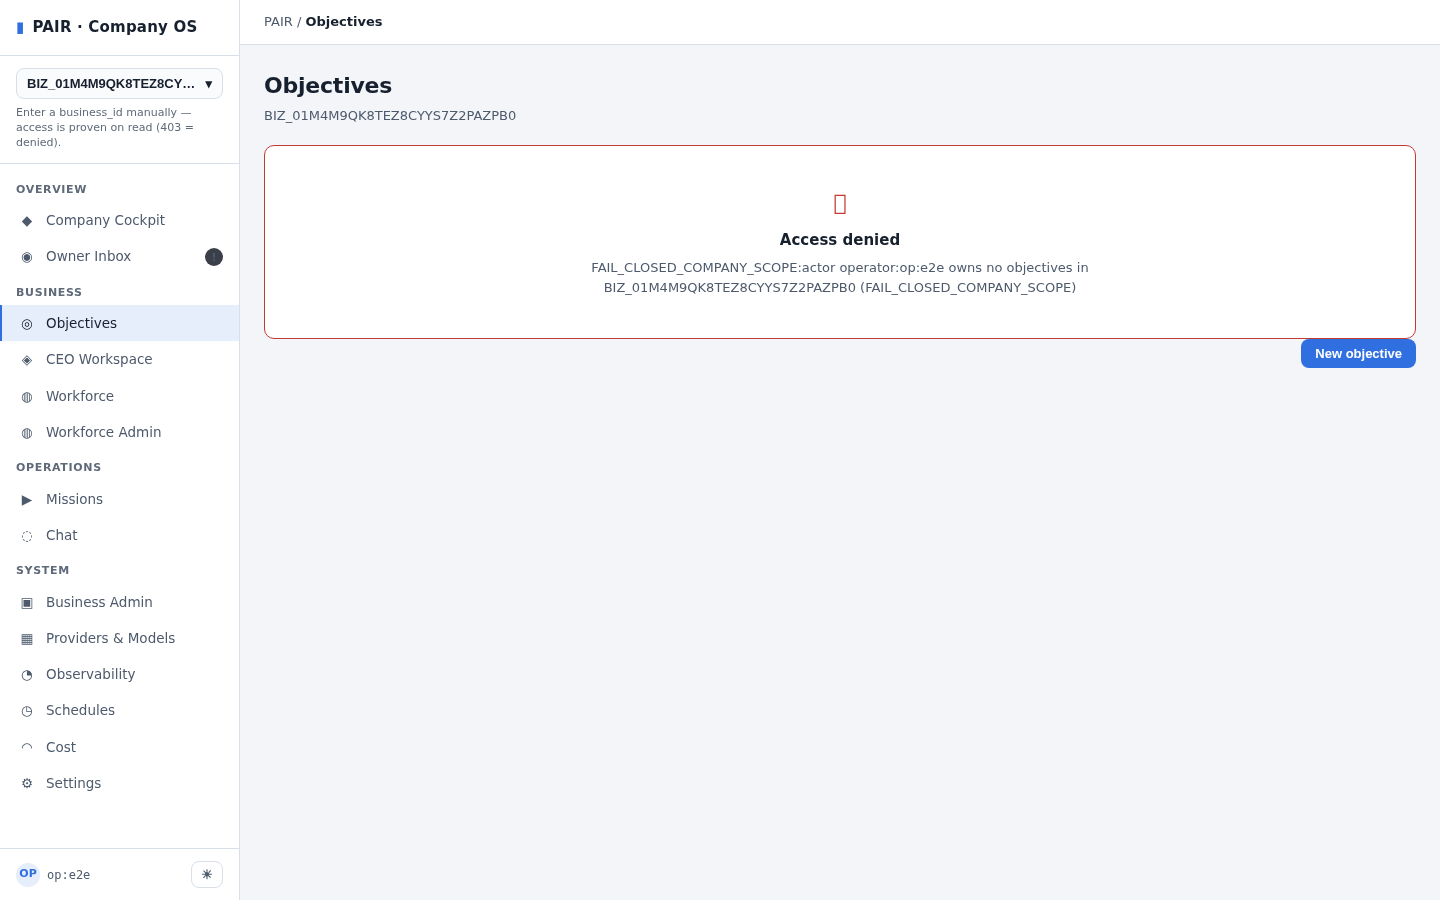 PAIR · Company OS
BIZ_01M4M9QK8TEZ8CY… ▾
Enter a business_id manually —
access is proven on read (403 =
denied).
OVERVIEW
Company Cockpit
Owner Inbox
BUSINESS
Objectives
CEO Workspace
Workforce
Workforce Admin
OPERATIONS
Missions
Chat
SYSTEM
Business Admin
Providers & Models
Observability
Schedules
Cost
Settings
OP op:e2e
PAIR / Objectives
Objectives
BIZ_01M4M9QK8TEZ8CYYS7Z2PAZPB0
Access denied
FAIL_CLOSED_COMPANY_SCOPE:actor operator:op:e2e owns no objectives in
BIZ_01M4M9QK8TEZ8CYYS7Z2PAZPB0 (FAIL_CLOSED_COMPANY_SCOPE)
New objective